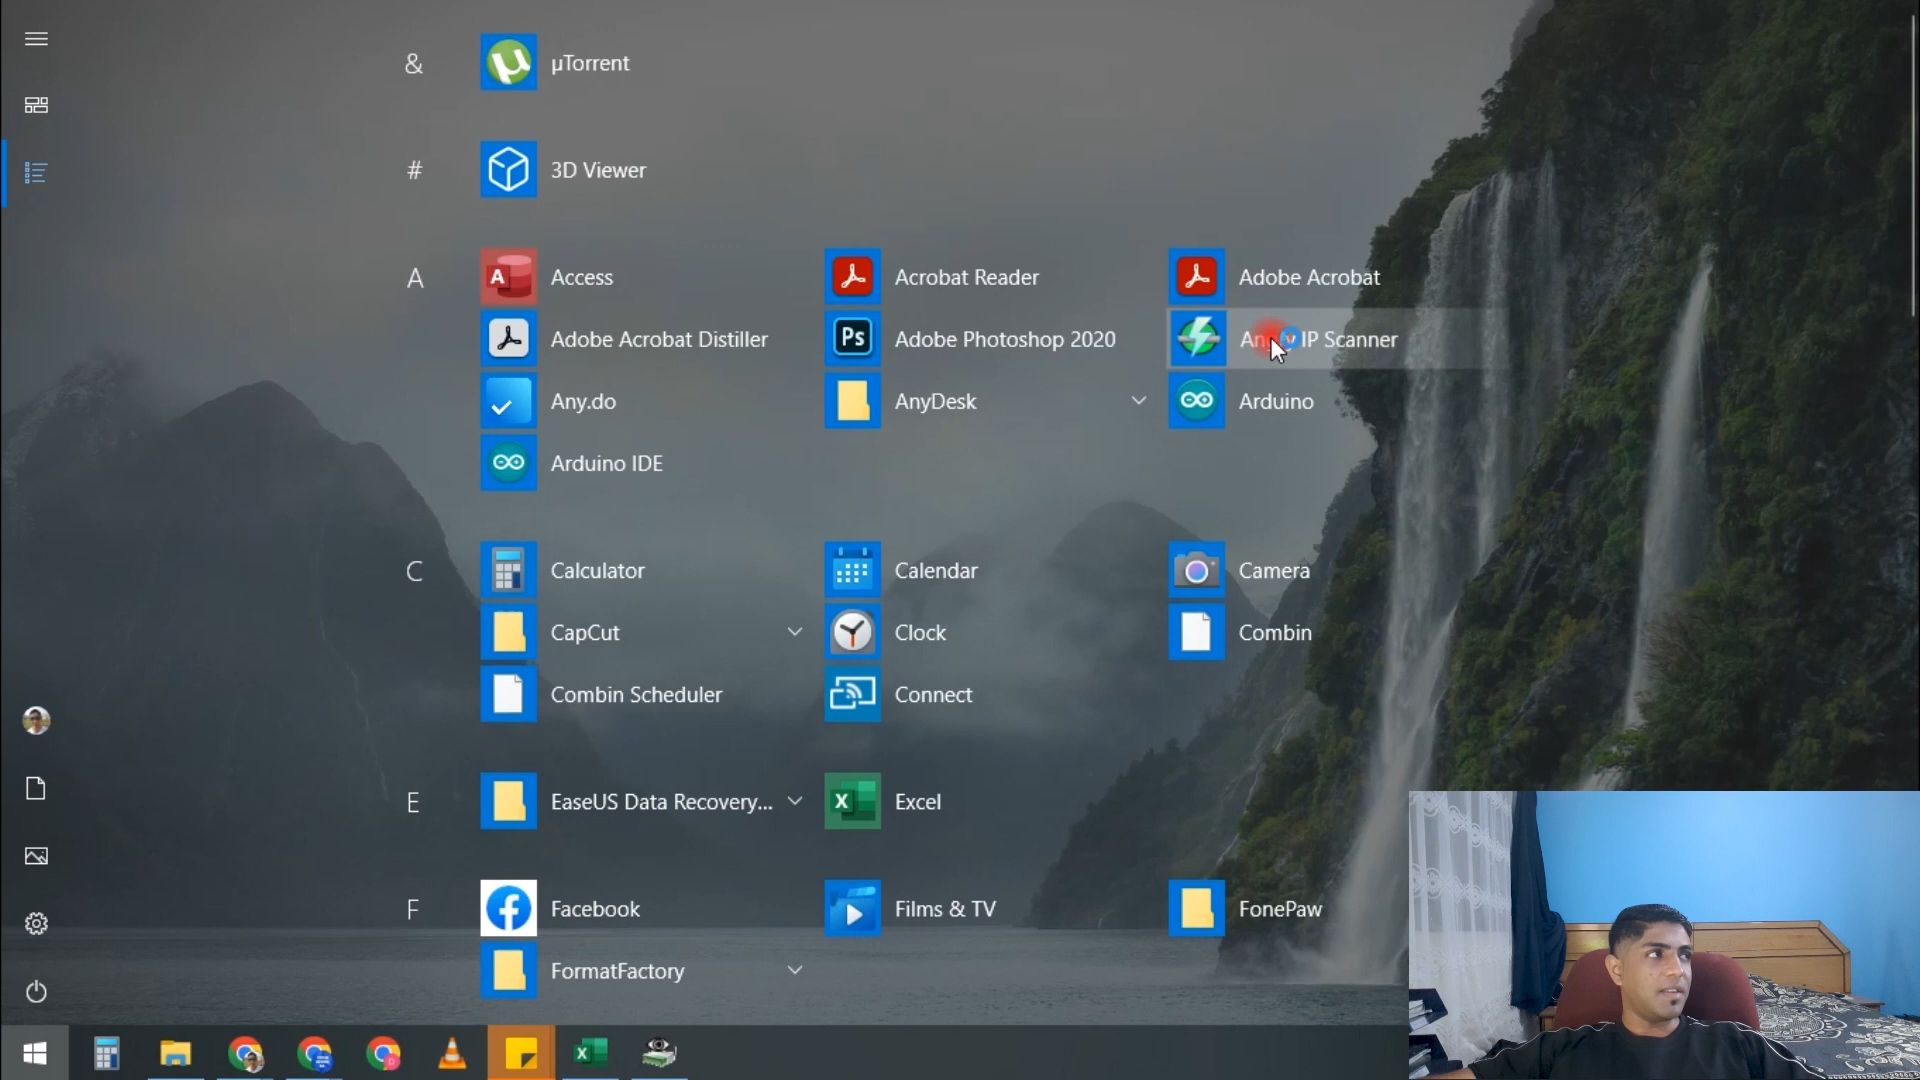 & µTorrent
# 3D Viewer
A Access Acrobat Reader Adobe Acrobat
Adobe Acrobat Distiller Ps Adobe Photoshop 2020 IP Scanner
Any.do AnyDesk Arduino
Arduino IDE
C Calculator Calendar Camera
CapCut Clock Combin
Combin Scheduler Connect
E EaseUS Data Recovery... Excel
F Facebook Films & TV FonePaw
FormatFactory